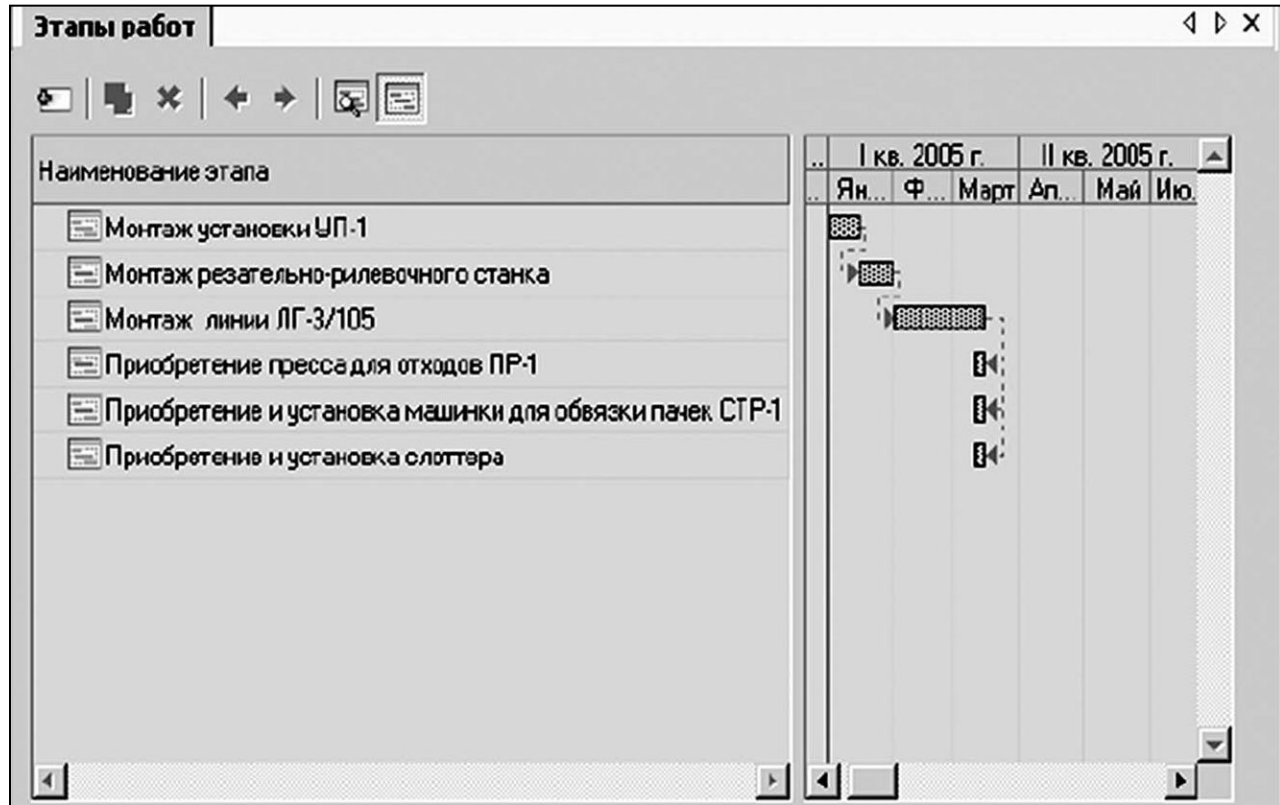 Этапы работ
Наименование этапа
.. I кв. 2005 г. II кв. 2005 г.
.. Ян... Ф... Март Ап... Май Ию.
Монтаж установки УП-1
Монтаж резательно-рилевочного станка
Монтаж линии ЛГ-3/105
Приобретение пресса для отходов ПР-1
Приобретение и установка машинки для обвязки пачек СТР-1
Приобретение и установка слоттера